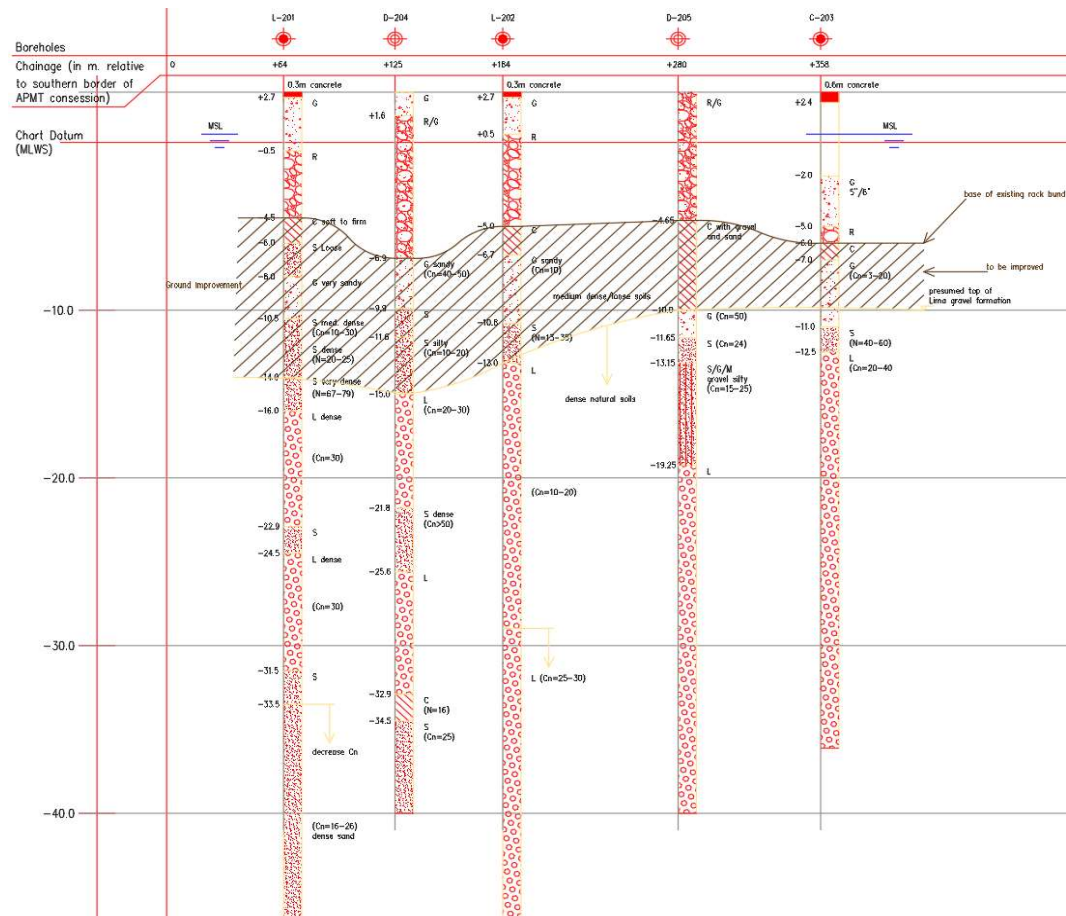 L-201
D-204
L-202
D-205
C-203
Boreholes
Chainage (in m. relative
to southern border of
APMT consession)
0
+64
+125
+184
+280
+358
0.3m concrete
0.3m concrete
0.6m concrete
+2.7
G
G
+2.7
G
R/G
+2.4
+1.6
R/G
+0.5
R
MSL
MSL
Chart Datum
(MLWS)
-0.5
R
-2.0
G
-4.5
C soft to firm
-5.0
C
-4.65
C with gravel
and sand
-5.0
R
base of existing rock bund
-6.0
S Loose
-6.0
C
-6.9
G sandy
(Cn=40-50)
-6.7
G sandy
(Cn=10)
-7.0
G
(Cn=3-20)
to be improved
-8.0
G very sandy
Ground Improvement
medium dense/loose soils
presumed top of
Lima gravel formation
-10.0
-9.9
S
-10.0
G (Cn=50)
-10.5
S med. dense
(Cn=10-30)
-10.8
S
(N=13-35)
-11.0
S
(N=40-60)
-11.6
S silty
(Cn=10-20)
-11.65
S (Cn=24)
S dense
(N=20-25)
-12.5
L
(Cn=20-40
-13.0
L
-13.15
S/G/M
gravel silty
(Cn=15-25)
-14.0
S very dense
(N=67-79)
dense natural soils
-15.0
L
(Cn=20-30)
-16.0
L dense
(Cn=30)
-19.25
L
-20.0
(Cn=10-20)
-21.8
S dense
(Cn>50)
-22.9
S
-24.5
L dense
-25.6
L
(Cn=30)
-30.0
-31.5
S
L (Cn=25-30)
-32.9
C
(N=16)
-33.5
-34.5
S
(Cn=25)
decrease Cn
-40.0
(Cn=16-26)
dense sand